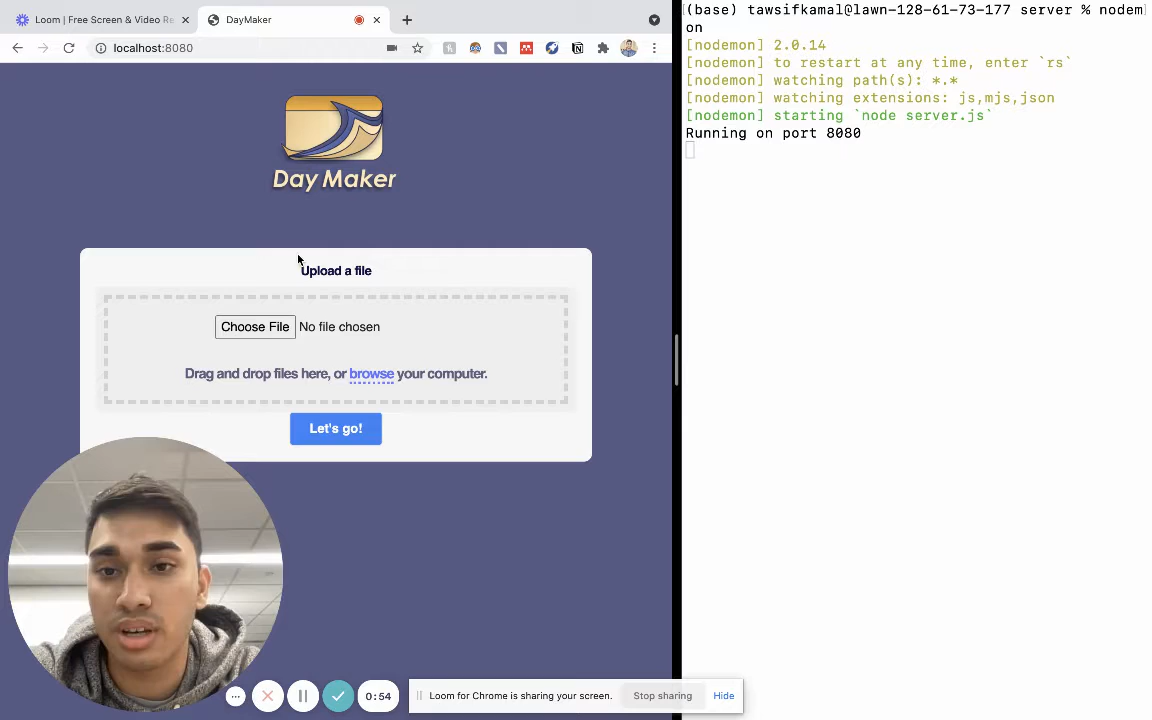 Loom | Free Screen & Video Re
DayMaker
localhost:8080
Day Maker
Upload a file
Choose File No file chosen
Drag and drop files here, or browse your computer.
Let's go!
0:54
Loom for Chrome is sharing your screen.
Stop sharing
Hide
(base) tawsifkamal@lawn-128-61-73-177 server % nodem
on
[nodemon] 2.0.14
[nodemon] to restart at any time, enter `rs`
[nodemon] watching path(s): *.*
[nodemon] watching extensions: js,mjs,json
[nodemon] starting `node server.js`
Running on port 8080